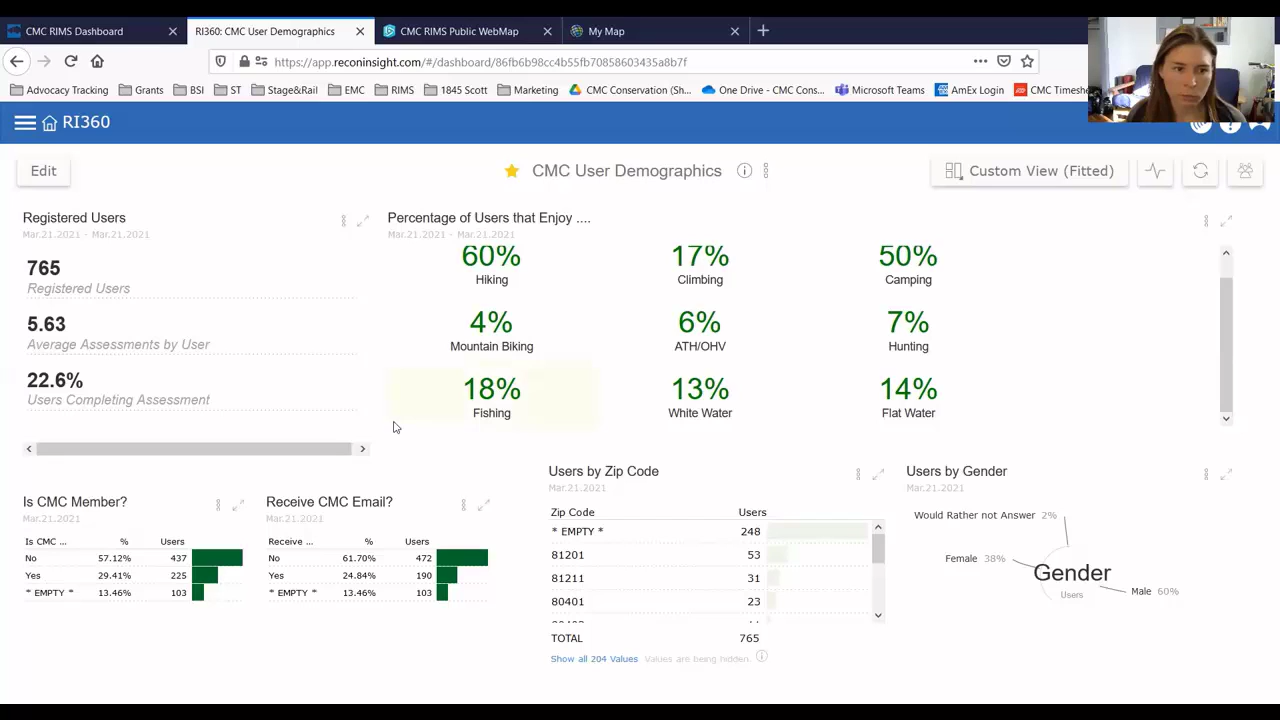 CMC RIMS Dashboard
RI360: CMC User Demographics
CMC RIMS Public WebMap
My Map
https://app.reconinsight.com/#/dashboard/86fb6b98cc4b55fb70858603435a8b7f
Advocacy Tracking
Grants
BSI
ST
Stage&Rail
EMC
RIMS
1845 Scott
Marketing
CMC Conservation (Sh...
One Drive - CMC Cons...
Microsoft Teams
AmEx Login
CMC Timeshe
RI360
Edit
CMC User Demographics
Custom View (Fitted)
Registered Users
Mar.21.2021 - Mar.21.2021
765
Registered Users
5.63
Average Assessments by User
22.6%
Users Completing Assessment
Percentage of Users that Enjoy ....
Mar.21.2021 - Mar.21.2021
60% 17% 50%
Hiking Climbing Camping
4% 6% 7%
Mountain Biking ATH/OHV Hunting
18% 13% 14%
Fishing White Water Flat Water
Is CMC Member?
Mar.21.2021
Is CMC ... % Users
No 57.12% 437
Yes 29.41% 225
* EMPTY * 13.46% 103
Receive CMC Email?
Mar.21.2021
Receive ... % Users
No 61.70% 472
Yes 24.84% 190
* EMPTY * 13.46% 103
Users by Zip Code
Mar.21.2021
Zip Code Users
* EMPTY * 248
81201 53
81211 31
80401 23
TOTAL 765
Show all 204 Values Values are being hidden.
Users by Gender
Mar.21.2021
Would Rather not Answer 2%
Female 38%
Gender
Users
Male 60%